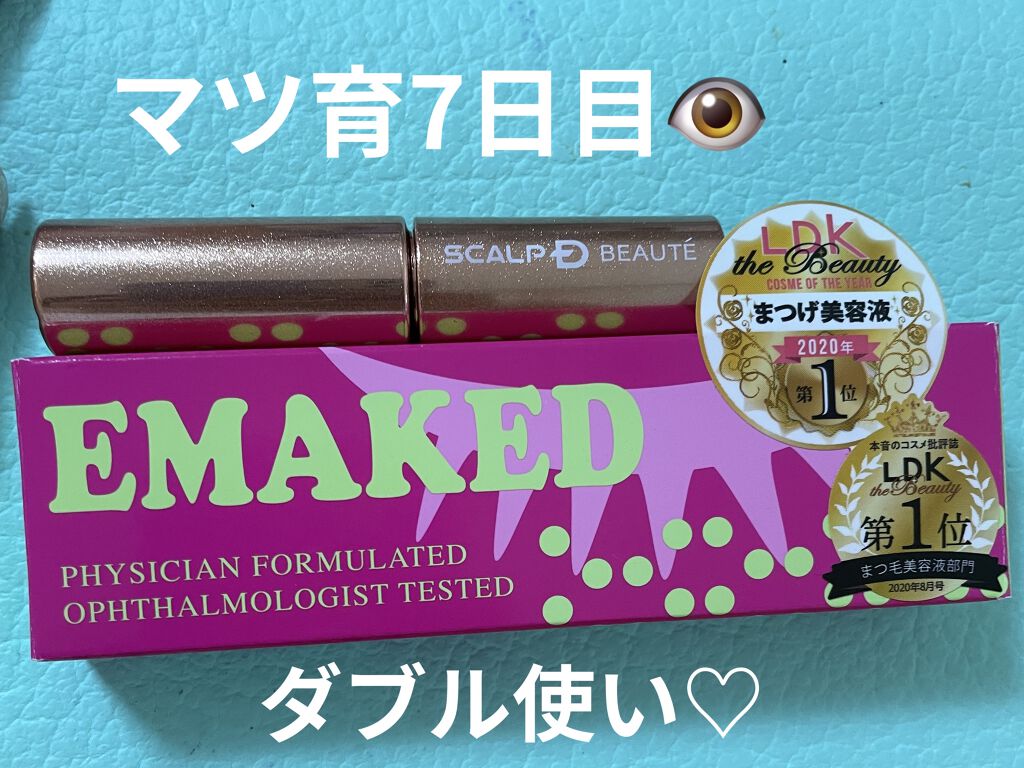 マツ育7日目👁
SCALP-D BEAUTÉ
LDK
the Beauty
COSME OF THE YEAR
まつげ美容液
2020年
第1位
EMAKED
PHYSICIAN FORMULATED
OPHTHALMOLOGIST TESTED
本音のコスメ批評誌
LDK
the Beauty
第1位
まつ毛美容液部門
2020年8月号
ダブル使い♡